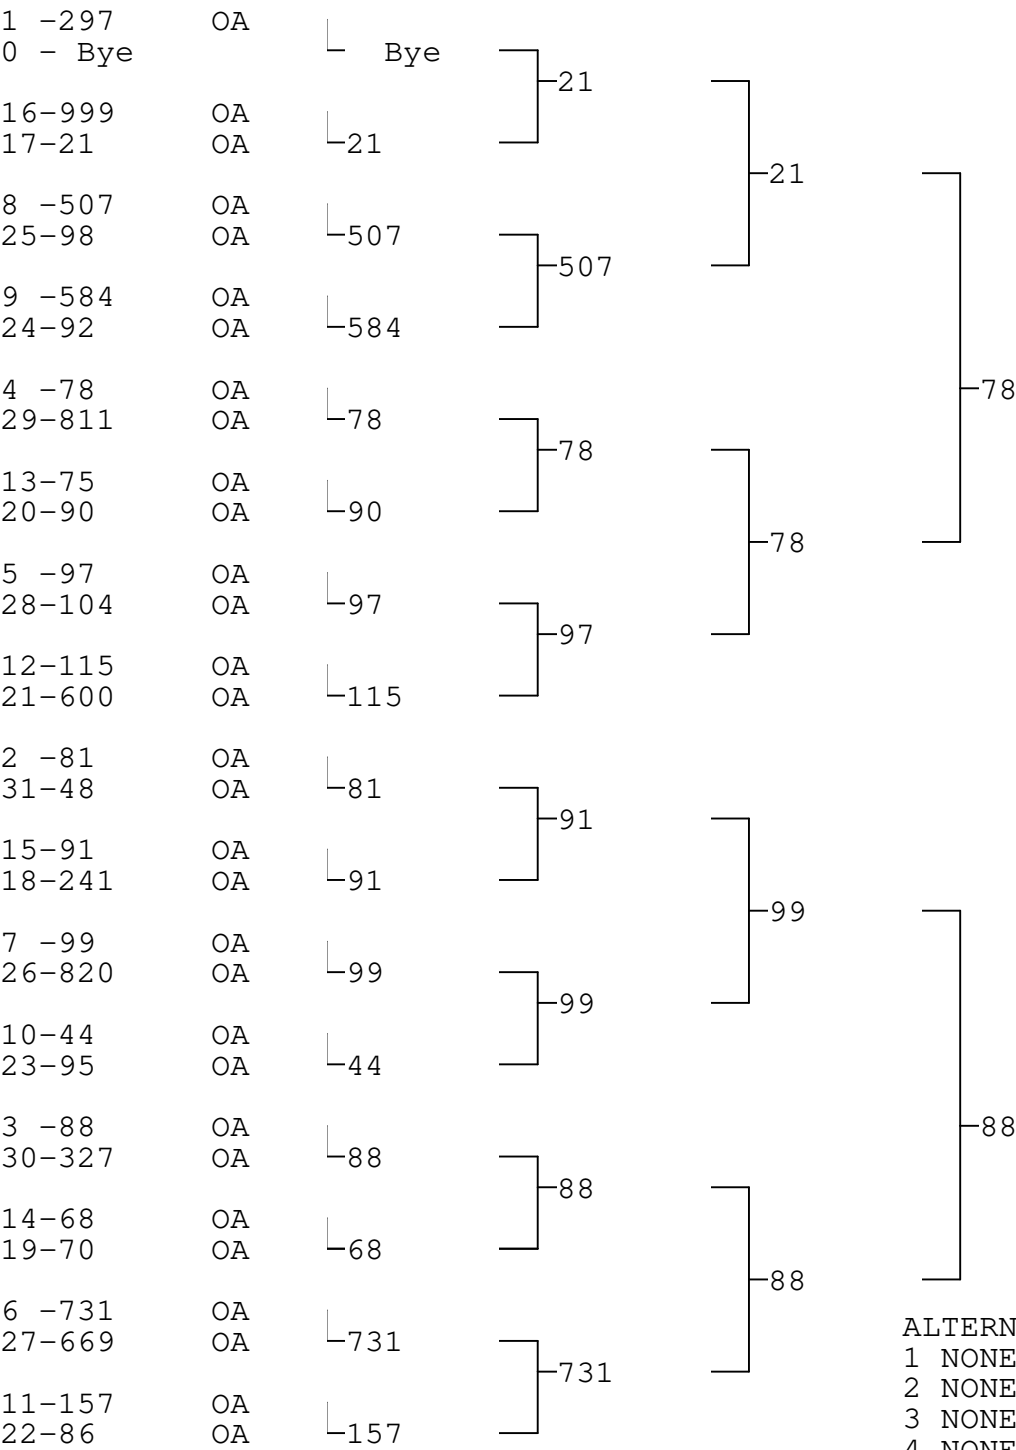 1 -297 OA
0 - Bye Bye
21
16-999 OA
17-21 OA 21
21
8 -507 OA
25-98 OA 507
507
9 -584 OA
24-92 OA 584
4 -78 OA 78
29-811 OA 78
78
13-75 OA
20-90 OA 90
78
5 -97 OA
28-104 OA 97
97
12-115 OA
21-600 OA 115
2 -81 OA
31-48 OA 81
91
15-91 OA
18-241 OA 91
99
7 -99 OA
26-820 OA 99
99
10-44 OA
23-95 OA 44
3 -88 OA 88
30-327 OA 88
88
14-68 OA
19-70 OA 68
88
6 -731 OA
27-669 OA 731
ALTERN
1 NONE
731
2 NONE
11-157 OA 3 NONE
22-86 OA 157
4 NONE